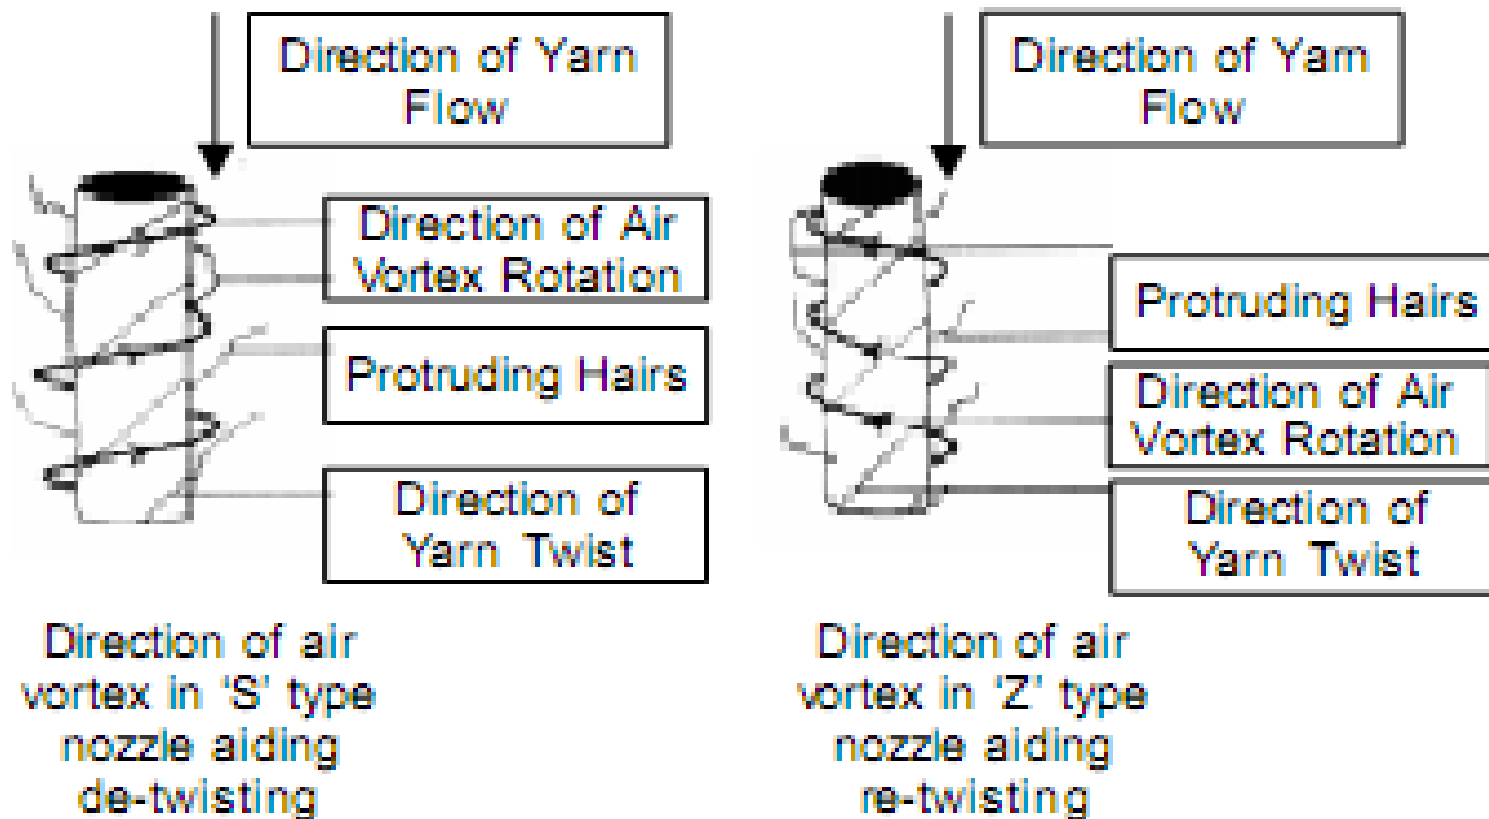 Direction of Yarn
Flow
Direction of Air
Vortex Rotation
Protruding Hairs
Direction of
Yarn Twist
Direction of air
vortex in ‘S’ type
nozzle aiding
de-twisting
Direction of Yarn
Flow
Protruding Hairs
Direction of Air
Vortex Rotation
Direction of
Yarn Twist
Direction of air
vortex in ‘Z’ type
nozzle aiding
re-twisting